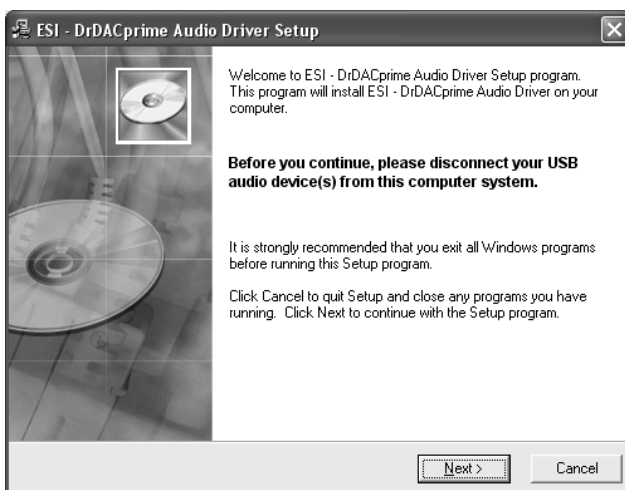 ESI - DrDACprime Audio Driver Setup
Welcome to ESI - DrDACprime Audio Driver Setup program.
This program will install ESI - DrDACprime Audio Driver on your
computer.
Before you continue, please disconnect your USB
audio device(s) from this computer system.
It is strongly recommended that you exit all Windows programs
before running this Setup program.
Click Cancel to quit Setup and close any programs you have
running. Click Next to continue with the Setup program.
Next >
Cancel